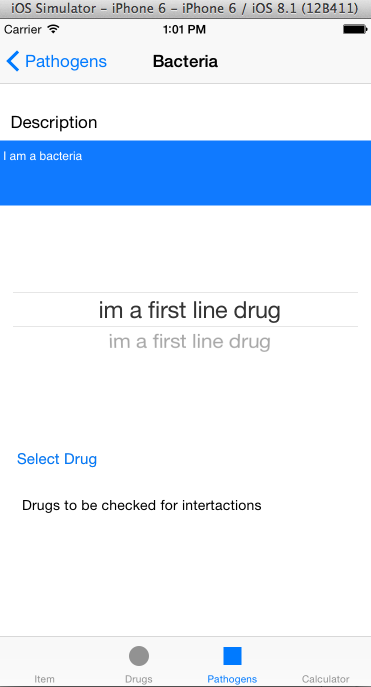 iOS Simulator - iPhone 6 - iPhone 6 / iOS 8.1 (12B411)
Carrier 1:01 PM
Pathogens Bacteria
Description
I am a bacteria
im a first line drug
im a first line drug
Select Drug
Drugs to be checked for intertactions
Item Drugs Pathogens Calculator